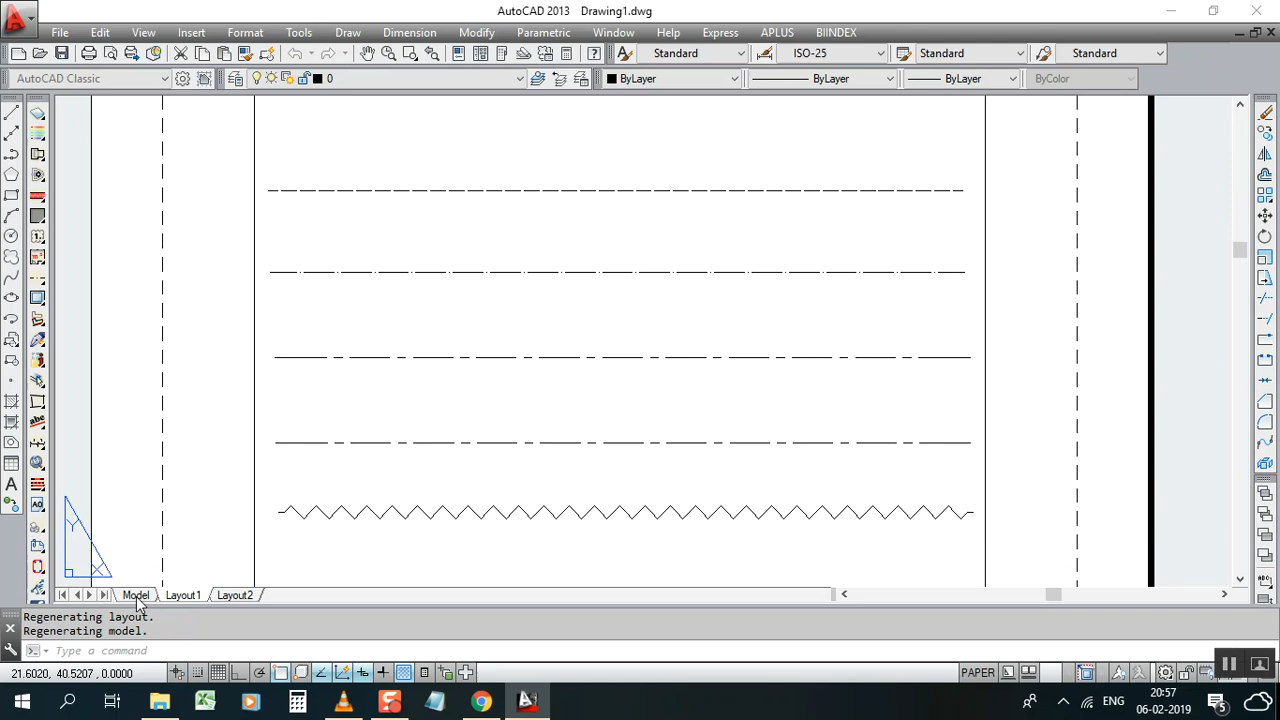 AutoCAD 2013 Drawing1.dwg
File Edit View Insert Format Tools Draw Dimension Modify Parametric Window Help Express APLUS BIINDEX
Standard ISO-25 Standard Standard
AutoCAD Classic 0 ByLayer ByLayer ByLayer ByColor
Y
X
Model Layout1 Layout2
Regenerating layout.
Regenerating model.
Type a command
21.6020, 40.5207, 0.0000 PAPER
ENG 20:57
06-02-2019 5